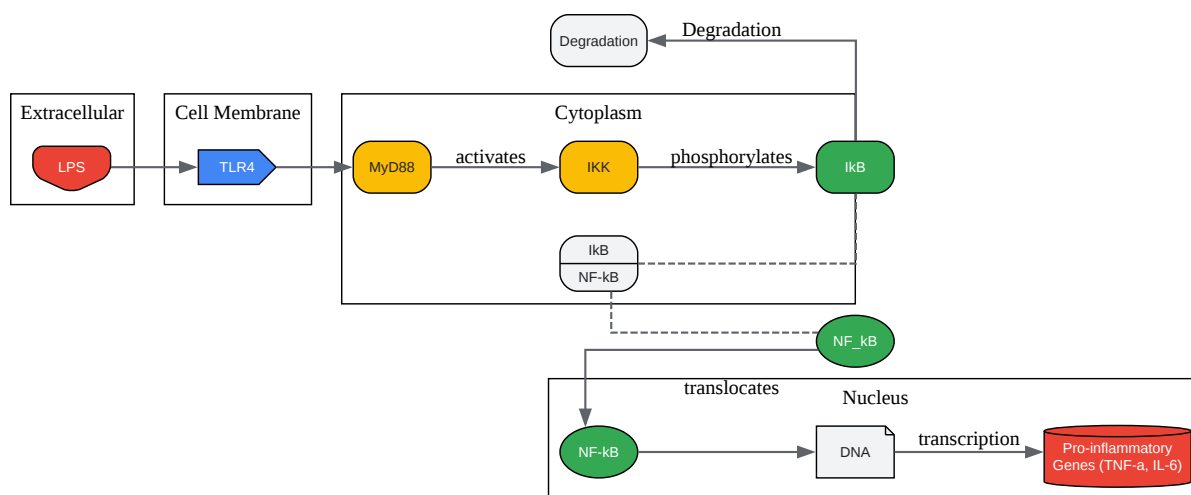 Degradation
Degradation
Extracellular
Cell Membrane
Cytoplasm
LPS
TLR4
MyD88
activates
IKK
phosphorylates
IkB
IkB
NF-kB
NF_kB
translocates
Nucleus
NF-kB
DNA
transcription
Pro-inflammatory
Genes (TNF-a, IL-6)